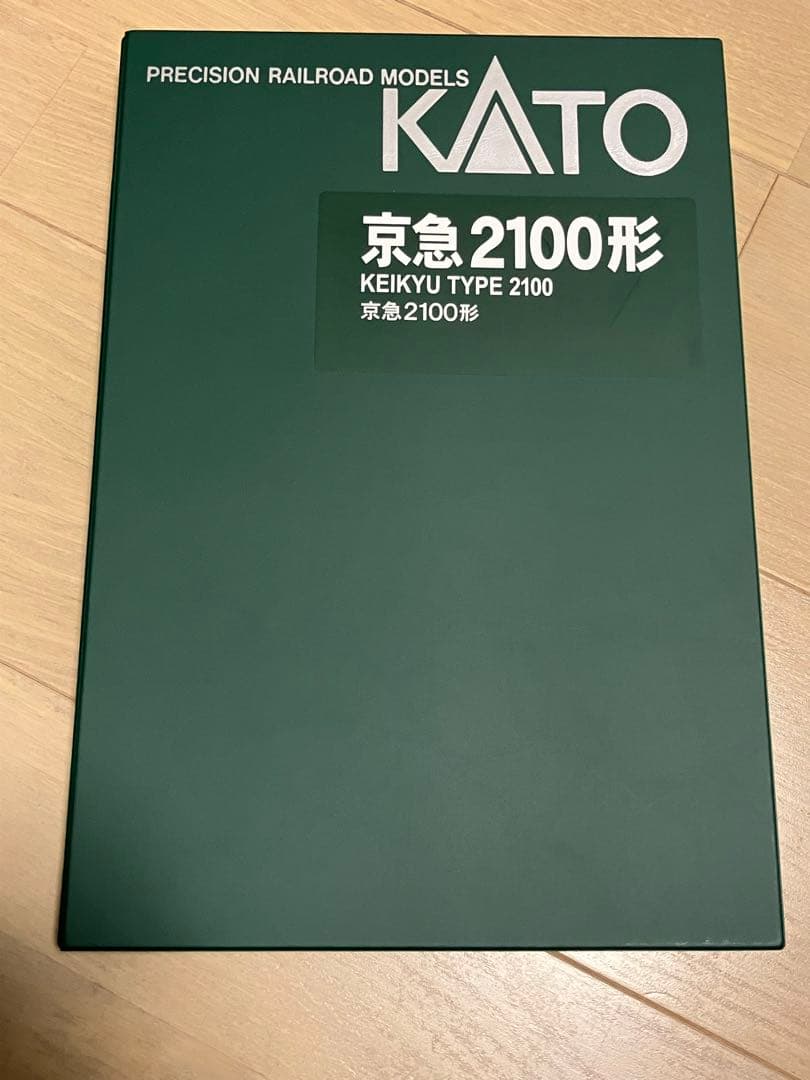 PRECISION RAILROAD MODELS
KATO
京急2100形
KEIKYU TYPE 2100
京急2100形